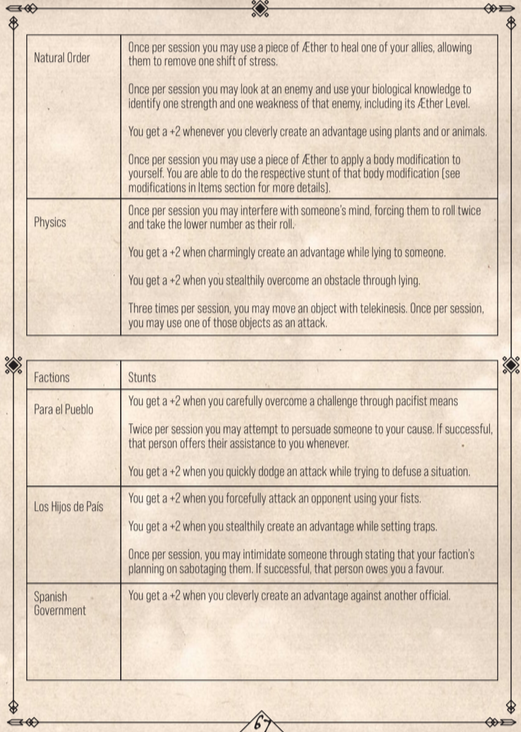 Natural Order
Once per session you may use a piece of Æther to heal one of your allies, allowing
them to remove one shift of stress.
Once per session you may look at an enemy and use your biological knowledge to
identify one strength and one weakness of that enemy, including its Æther Level.
You get a +2 whenever you cleverly create an advantage using plants and or animals.
Once per session you may use a piece of Æther to apply a body modification to
yourself. You are able to do the respective stunt of that body modification (see
modifications in Items section for more details).
Physics
Once per session you may interfere with someone's mind, forcing them to roll twice
and take the lower number as their roll.
You get a +2 when charmingly create an advantage while lying to someone.
You get a +2 when you stealthily overcome an obstacle through lying.
Three times per session, you may move an object with telekinesis. Once per session,
you may use one of those objects as an attack.
Factions
Stunts
Para el Pueblo
You get a +2 when you carefully overcome a challenge through pacifist means
Twice per session you may attempt to persuade someone to your cause. If successful,
that person offers their assistance to you whenever.
You get a +2 when you quickly dodge an attack while trying to defuse a situation.
Los Hijos de País
You get a +2 when you forcefully attack an opponent using your fists.
You get a +2 when you stealthily create an advantage while setting traps.
Once per session, you may intimidate someone through stating that your faction's
planning on sabotaging them. If successful, that person owes you a favour.
Spanish
Government
You get a +2 when you cleverly create an advantage against another official.
67